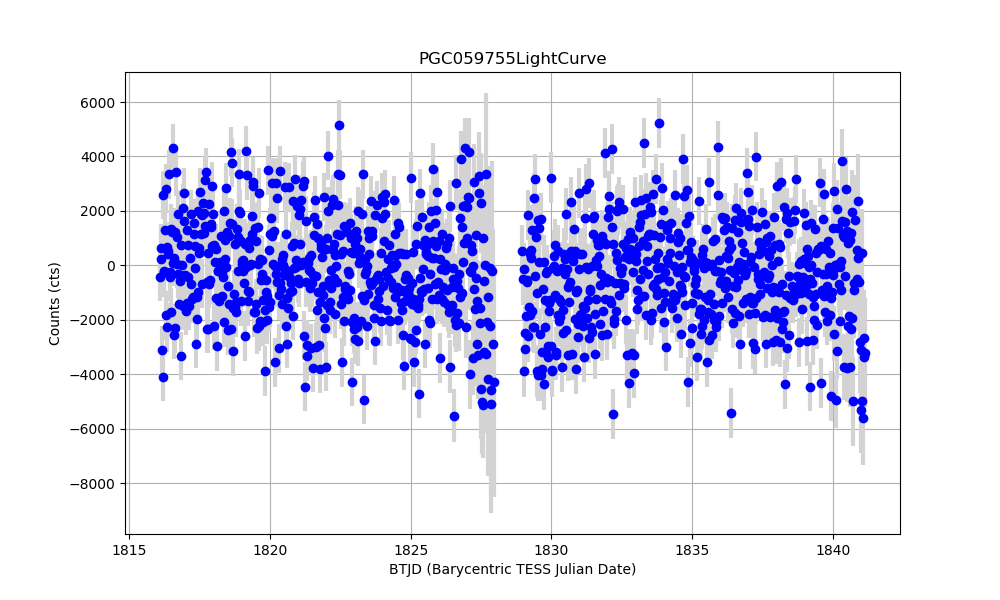 PGC059755LightCurve
Counts (cts)
6000
4000
2000
0
−2000
−4000
−6000
−8000
1815 1820 1825 1830 1835 1840
BTJD (Barycentric TESS Julian Date)